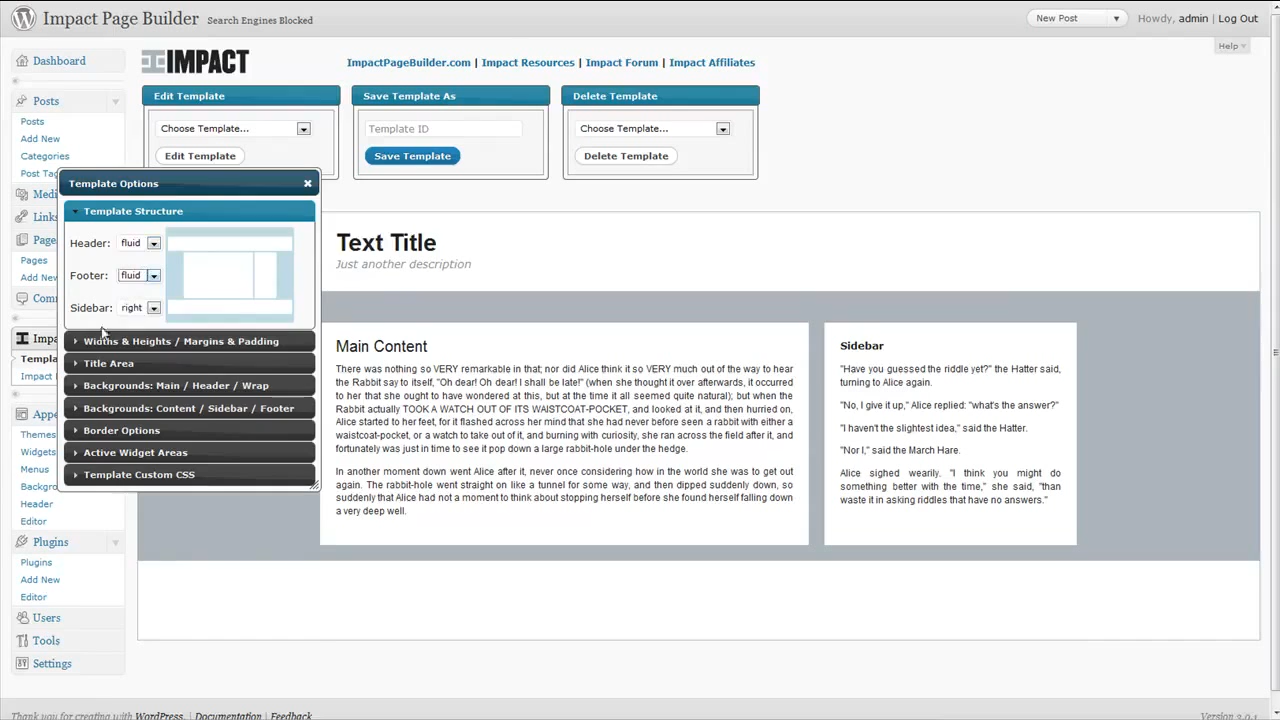 Impact Page Builder Search Engines Blocked
New Post
Howdy, admin | Log Out
Help
Dashboard
Posts
Posts
Add New
Categories
Post Tag
Medi
Links
Page
Pages
Add New
Com
Impa
Templa
Impact
Appe
Themes
Widgets
Menus
Backgro
Header
Editor
Plugins
Plugins
Add New
Editor
Users
Tools
Settings
IMPACT
ImpactPageBuilder.com | Impact Resources | Impact Forum | Impact Affiliates
Edit Template
Choose Template...
Edit Template
Save Template As
Template ID
Save Template
Delete Template
Choose Template...
Delete Template
Template Options
Template Structure
Header: fluid
Footer: fluid
Sidebar: right
Widths & Heights / Margins & Padding
Title Area
Backgrounds: Main / Header / Wrap
Backgrounds: Content / Sidebar / Footer
Border Options
Active Widget Areas
Template Custom CSS
Text Title
Just another description
Main Content
There was nothing so VERY remarkable in that; nor did Alice think it so VERY much out of the way to hear
the Rabbit say to itself, "Oh dear! Oh dear! I shall be late!" (when she thought it over afterwards, it occurred
to her that she ought to have wondered at this, but at the time it all seemed quite natural); but when the
Rabbit actually TOOK A WATCH OUT OF ITS WAISTCOAT-POCKET, and looked at it, and then hurried on,
Alice started to her feet, for it flashed across her mind that she had never before seen a rabbit with either a
waistcoat-pocket, or a watch to take out of it, and burning with curiosity, she ran across the field after it, and
fortunately was just in time to see it pop down a large rabbit-hole under the hedge.
In another moment down went Alice after it, never once considering how in the world she was to get out
again. The rabbit-hole went straight on like a tunnel for some way, and then dipped suddenly down, so
suddenly that Alice had not a moment to think about stopping herself before she found herself falling down
a very deep well.
Sidebar
"Have you guessed the riddle yet?" the Hatter said,
turning to Alice again.
"No, I give it up," Alice replied: "what's the answer?"
"I haven't the slightest idea," said the Hatter.
"Nor I," said the March Hare.
Alice sighed wearily. "I think you might do
something better with the time," she said, "than
waste it in asking riddles that have no answers."
Thank you for creating with WordPress. | Documentation | Feedback
Version 3.0.1